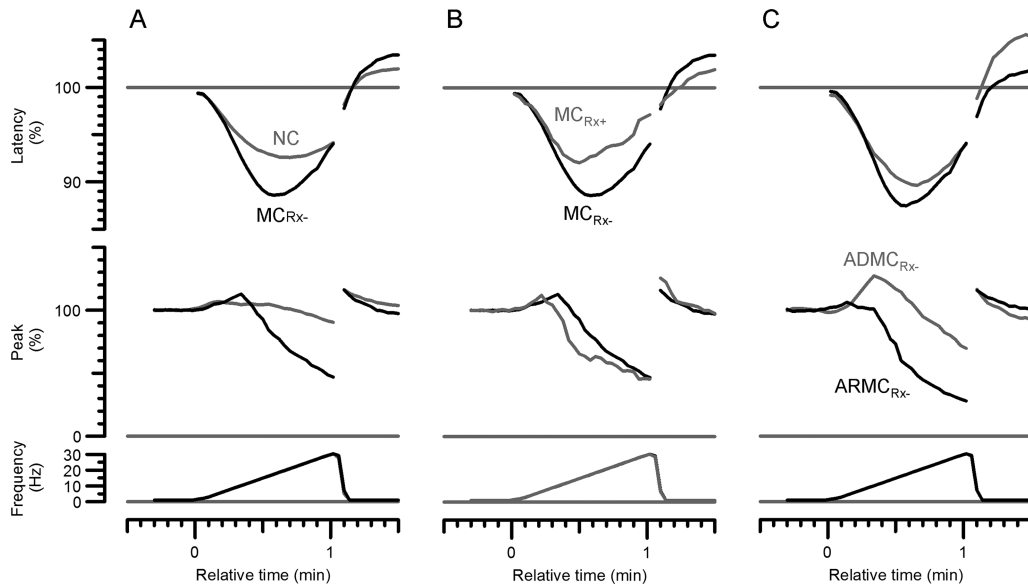 A B C
100
90
Latency
(%)
NC
MCRx-
MCRx+
MCRx-
100
0
Peak
(%)
ADMCRx-
ARMCRx-
30
20
10
0
Frequency
(Hz)
0 1 0 1 0 1
Relative time (min) Relative time (min) Relative time (min)